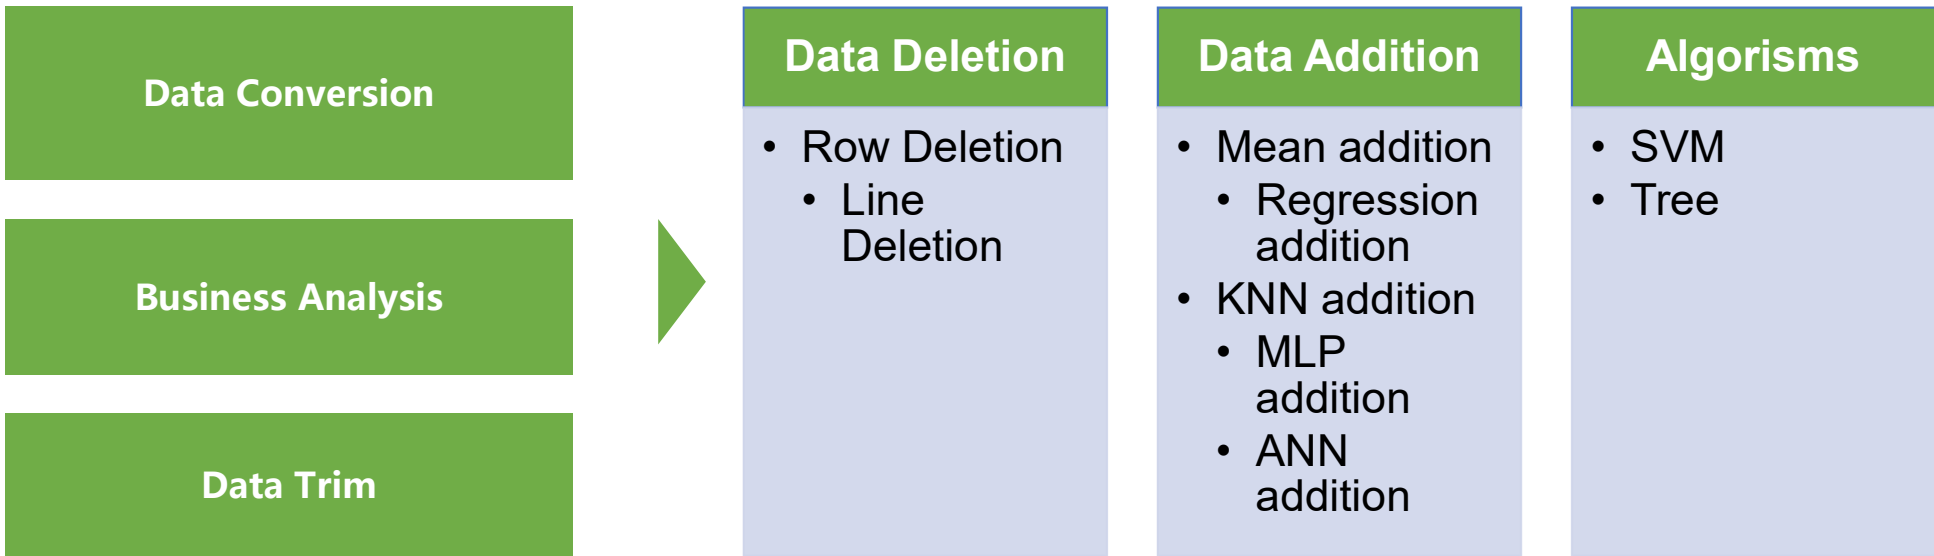 Data Conversion
Business Analysis
Data Trim
Data Deletion
• Row Deletion
• Line
Deletion
Data Addition
• Mean addition
• Regression
addition
• KNN addition
• MLP
addition
• ANN
addition
Algorisms
• SVM
• Tree